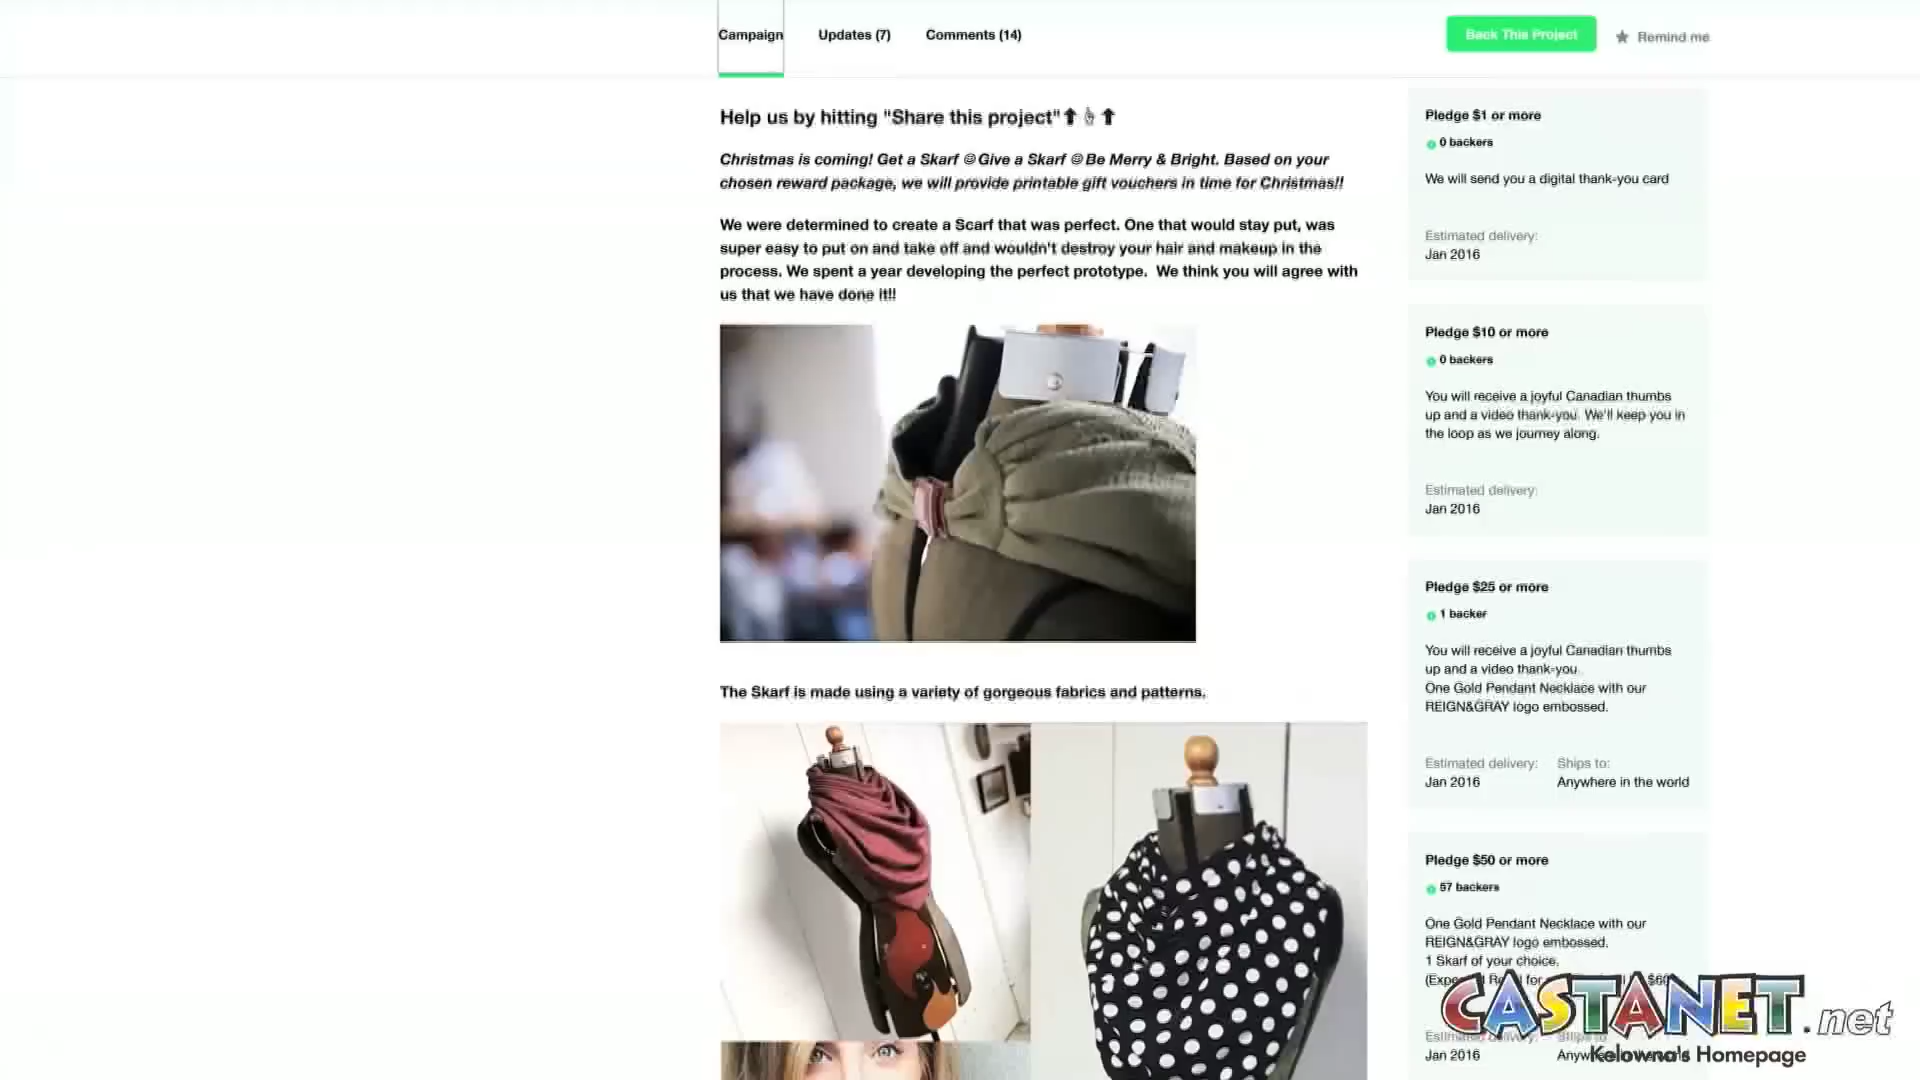 Campaign
Updates (7)
Comments (14)
Back This Project
Remind me
Help us by hitting "Share this project"⬆☝⬆
Christmas is coming! Get a Skarf ☺Give a Skarf ☺Be Merry & Bright. Based on your
chosen reward package, we will provide printable gift vouchers in time for Christmas!!
We were determined to create a Scarf that was perfect. One that would stay put, was
super easy to put on and take off and wouldn't destroy your hair and makeup in the
process. We spent a year developing the perfect prototype. We think you will agree with
us that we have done it!!
The Skarf is made using a variety of gorgeous fabrics and patterns.
Pledge $1 or more
0 backers
We will send you a digital thank-you card
Estimated delivery:
Jan 2016
Pledge $10 or more
0 backers
You will receive a joyful Canadian thumbs
up and a video thank-you. We'll keep you in
the loop as we journey along.
Estimated delivery:
Jan 2016
Pledge $25 or more
1 backer
You will receive a joyful Canadian thumbs
up and a video thank-you.
One Gold Pendant Necklace with our
REIGN&GRAY logo embossed.
Estimated delivery: Ships to:
Jan 2016 Anywhere in the world
Pledge $50 or more
57 backers
One Gold Pendant Necklace with our
REIGN&GRAY logo embossed.
1 Skarf of your choice.
for
CASTANET.net
Estimated delivery: Ships to:
Jan 2016
Kelowna's Homepage